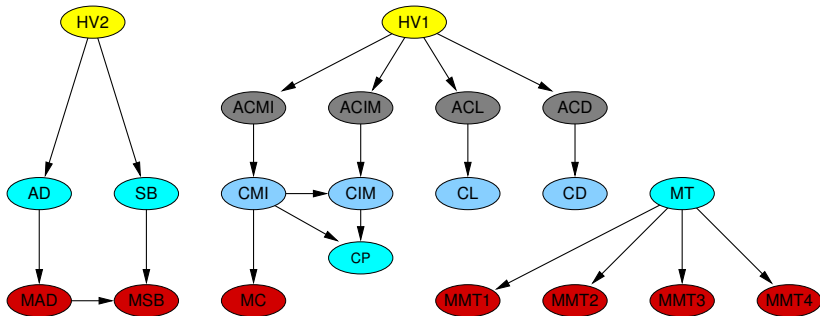 HV2 HV1
ACMI ACIM ACL ACD
AD SB CMI CIM CL CD MT
CP
MAD MSB MC MMT1 MMT2 MMT3 MMT4